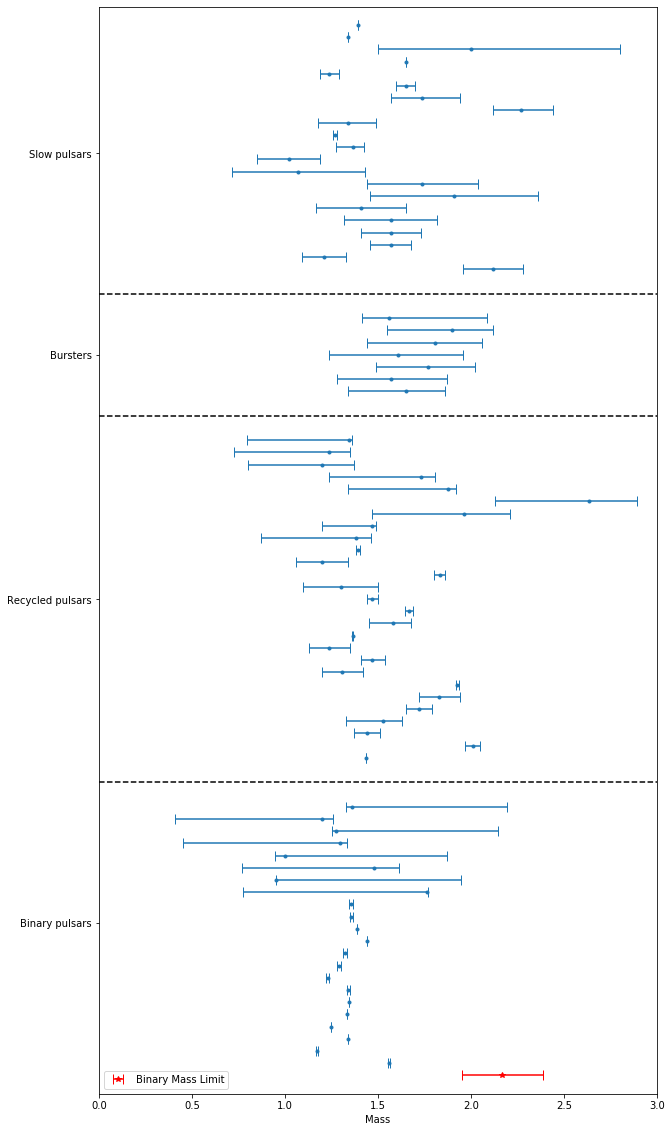 Slow pulsars
Bursters
Recycled pulsars
Binary pulsars
Binary Mass Limit
0.0 0.5 1.0 1.5 2.0 2.5 3.0
Mass